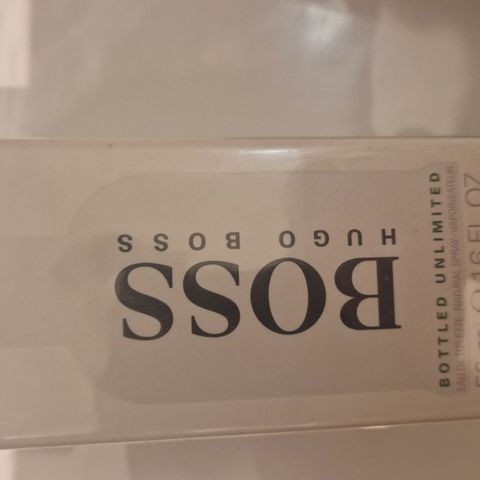 BOSS
HUGO BOSS
BOTTLED UNLIMITED
EAU DE TOILETTE · NATURAL SPRAY · VAPORISATEUR
1.6 FL. OZ